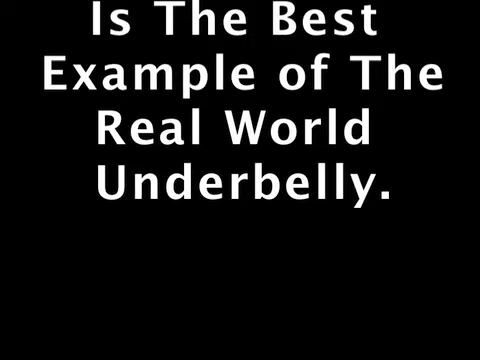 Is The Best
Example of The
Real World
Underbelly.